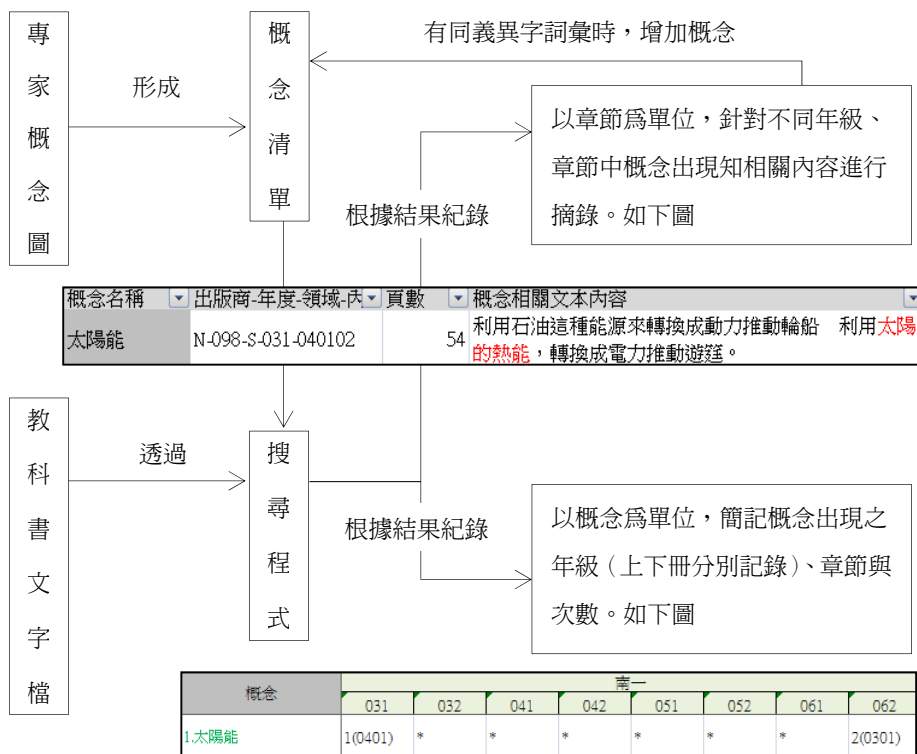 專家概念圖
形成
概念清單
有同義異字詞彙時，增加概念
以章節為單位，針對不同年級、
章節中概念出現知相關內容進行
摘錄。如下圖
根據結果紀錄
概念名稱 出版商-年度-領域-內 頁數 概念相關文本內容
太陽能 N-098-S-031-040102 54 利用石油這種能源來轉換成動力推動輪船 利用太陽
的熱能，轉換成電力推動遊艇。
教科書文字檔
透過
搜尋程式
根據結果紀錄
以概念為單位，簡記概念出現之
年級（上下冊分別記錄）、章節與
次數。如下圖
概念 南一
031 032 041 042 051 052 061 062
1.太陽能 1(0401) * * * * * * 2(0301)